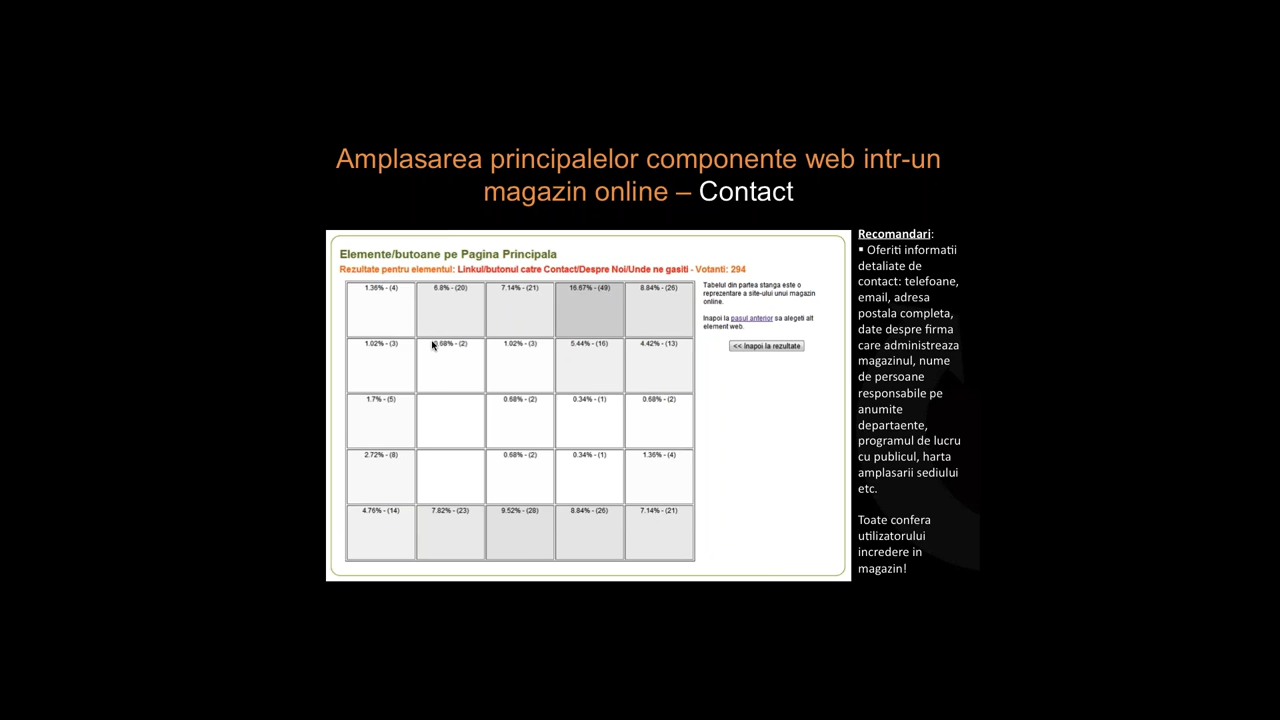 Amplasarea principalelor componente web intr-un
magazin online – Contact
Elemente/butoane pe Pagina Principala
Rezultate pentru elementul: Linkul/butonul catre Contact/Despre Noi/Unde ne gasiti - Votanti: 294
1.36% - (4) 6.8% - (20) 7.14% - (21) 16.67% - (49) 8.84% - (26)
1.02% - (3) 0.68% - (2) 1.02% - (3) 5.44% - (16) 4.42% - (13)
1.7% - (5) 0.68% - (2) 0.34% - (1) 0.68% - (2)
2.72% - (8) 0.68% - (2) 0.34% - (1) 1.36% - (4)
4.76% - (14) 7.82% - (23) 9.52% - (28) 8.84% - (26) 7.14% - (21)
Tabelul din partea stanga este o
reprezentare a site-ului unui magazin
online.
Inapoi la pasul anterior sa alegeti alt
element web.
<< Inapoi la rezultate
Recomandari:
▪ Oferiti informatii
detaliate de
contact: telefoane,
email, adresa
postala completa,
date despre firma
care administreaza
magazinul, nume
de persoane
responsabile pe
anumite
departaente,
programul de lucru
cu publicul, harta
amplasarii sediului
etc.
Toate confera
utilizatorului
incredere in
magazin!